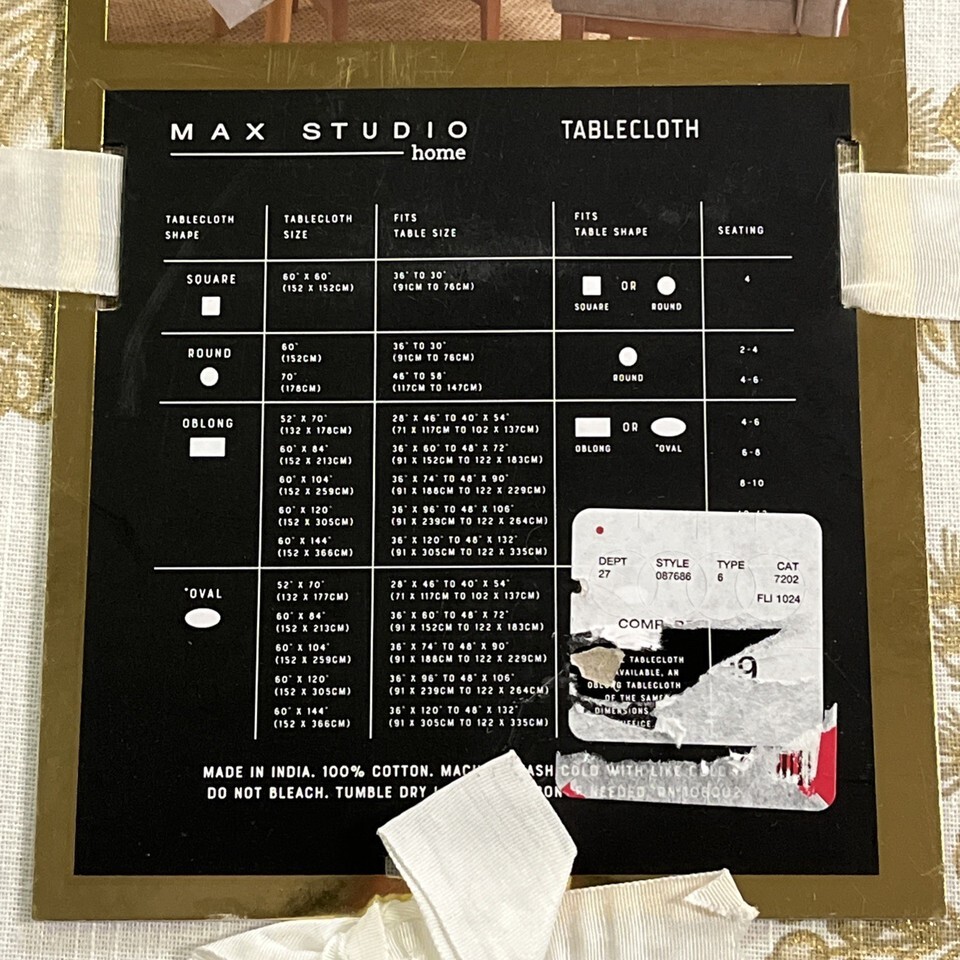 MAX STUDIO
home
TABLECLOTH
TABLECLOTH SHAPE
TABLECLOTH SIZE
FITS TABLE SIZE
FITS TABLE SHAPE
SEATING
SQUARE
60" X 60"
(152 X 152CM)
36" TO 30"
(91CM TO 76CM)
OR
SQUARE
ROUND
4
ROUND
60"
(152CM)
36" TO 30"
(91CM TO 76CM)
2-4
70"
(178CM)
46" TO 58"
(117CM TO 147CM)
ROUND
4-6
OBLONG
52" X 70"
(132 X 178CM)
28" X 46" TO 40" X 54"
(71 X 117CM TO 102 X 137CM)
OR
OBLONG
*OVAL
4-6
60" X 84"
(152 X 213CM)
36" X 60" TO 48" X 72"
(91 X 152CM TO 122 X 183CM)
6-8
60" X 104"
(152 X 259CM)
36" X 74" TO 48" X 90"
(91 X 188CM TO 122 X 229CM)
8-10
60" X 120"
(152 X 305CM)
36" X 96" TO 48" X 106"
(91 X 239CM TO 122 X 264CM)
60" X 144"
(152 X 366CM)
36" X 120" TO 48" X 132"
(91 X 305CM TO 122 X 335CM)
*OVAL
52" X 70"
(132 X 177CM)
28" X 46" TO 40" X 54"
(71 X 117CM TO 102 X 137CM)
60" X 84"
(152 X 213CM)
36" X 60" TO 48" X 72"
(91 X 152CM TO 122 X 183CM)
60" X 104"
(152 X 259CM)
36" X 74" TO 48" X 90"
(91 X 188CM TO 122 X 229CM)
60" X 120"
(152 X 305CM)
36" X 96" TO 48" X 106"
(91 X 239CM TO 122 X 264CM)
60" X 144"
(152 X 366CM)
36" X 120" TO 48" X 132"
(91 X 305CM TO 122 X 335CM)
DEPT STYLE TYPE CAT
27 087686 6 7202
FLI 1024
COMP
9
TABLECLOTH
AVAILABLE, AN
TABLECLOTH
OF THE SAME
DIMENSIONS
MADE IN INDIA. 100% COTTON. COLD WITH LIKE
DO NOT BLEACH. TUMBLE DRY NEEDED.